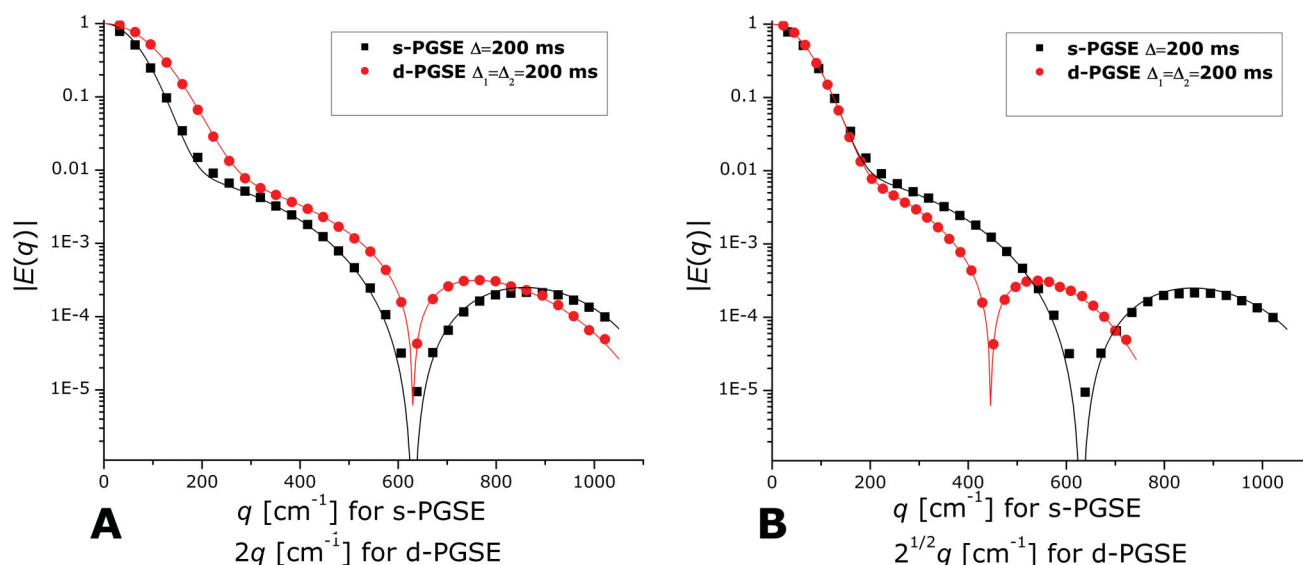 s-PGSE Δ=200 ms
d-PGSE Δ₁=Δ₂=200 ms
|E(q)|
1
0.1
0.01
1E-3
1E-4
1E-5
0 200 400 600 800 1000
q [cm⁻¹] for s-PGSE
2q [cm⁻¹] for d-PGSE
A
s-PGSE Δ=200 ms
d-PGSE Δ₁=Δ₂=200 ms
|E(q)|
1
0.1
0.01
1E-3
1E-4
1E-5
0 200 400 600 800 1000
q [cm⁻¹] for s-PGSE
2¹/²q [cm⁻¹] for d-PGSE
B